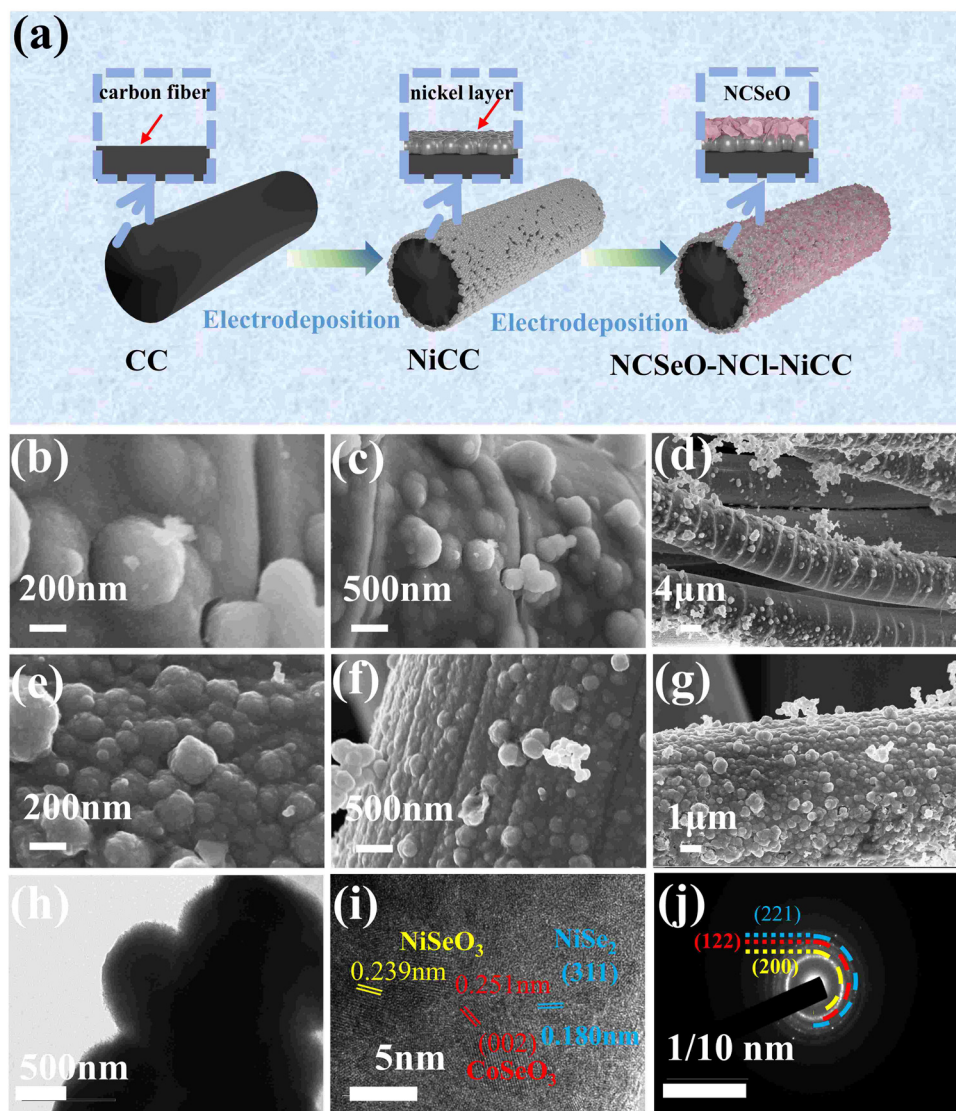 (a)
carbon fiber
nickel layer
NCSeO
Electrodeposition
Electrodeposition
CC
NiCC
NCSeO-NCl-NiCC
(b)
200nm
(c)
500nm
(d)
4μm
(e)
200nm
(f)
500nm
(g)
1μm
(h)
500nm
(i)
NiSeO3
0.239nm
NiSe2
(311)
0.251nm
0.180nm
(002)
CoSeO3
5nm
(j)
(221)
(122)
(200)
1/10 nm